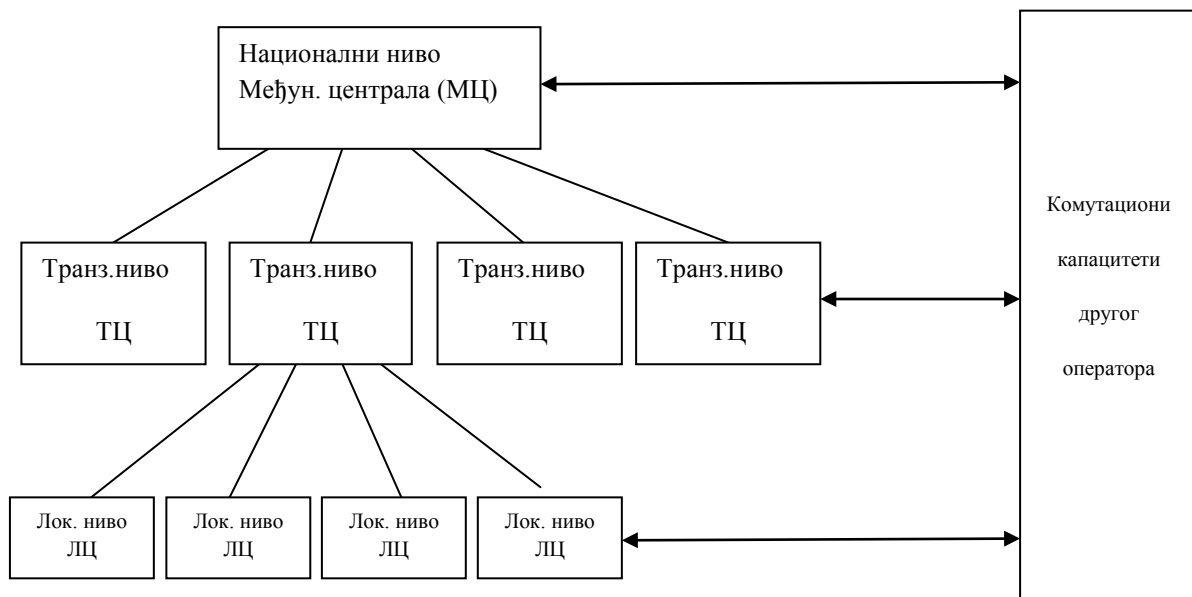 Национални ниво
Међун. централа (МЦ)
Транз.ниво
ТЦ
Транз.ниво
ТЦ
Транз.ниво
ТЦ
Транз.ниво
ТЦ
Комутациони
капацитети
другог
оператора
Лок. ниво
ЛЦ
Лок. ниво
ЛЦ
Лок. ниво
ЛЦ
Лок. ниво
ЛЦ